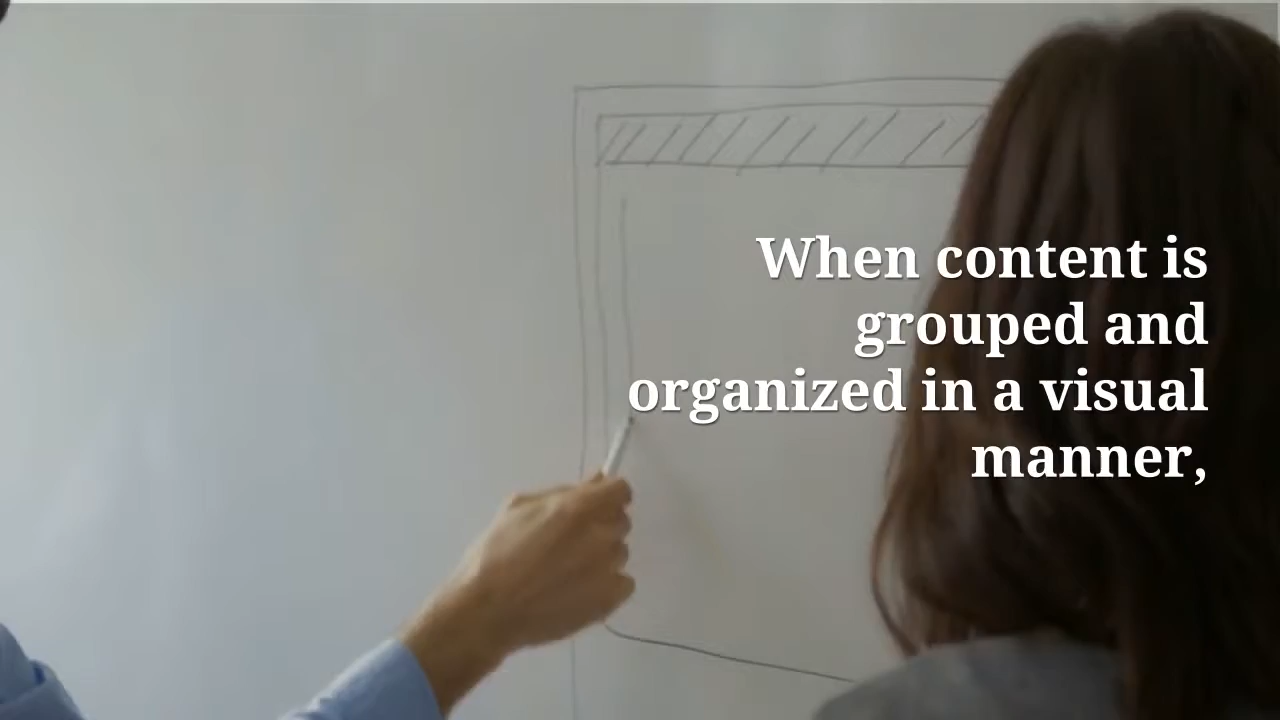 When content is
grouped and
organized in a visual
manner,